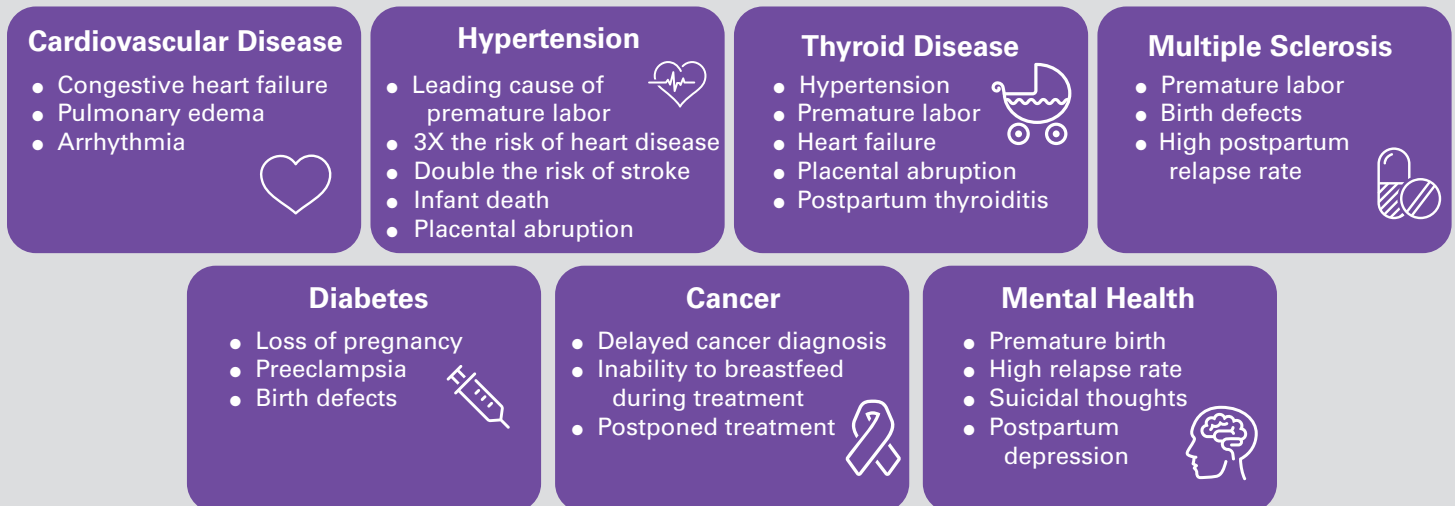 Cardiovascular Disease
● Congestive heart failure
● Pulmonary edema
● Arrhythmia
Hypertension
● Leading cause of
premature labor
● 3X the risk of heart disease
● Double the risk of stroke
● Infant death
● Placental abruption
Thyroid Disease
● Hypertension
● Premature labor
● Heart failure
● Placental abruption
● Postpartum thyroiditis
Multiple Sclerosis
● Premature labor
● Birth defects
● High postpartum
relapse rate
Diabetes
● Loss of pregnancy
● Preeclampsia
● Birth defects
Cancer
● Delayed cancer diagnosis
● Inability to breastfeed
during treatment
● Postponed treatment
Mental Health
● Premature birth
● High relapse rate
● Suicidal thoughts
● Postpartum
depression